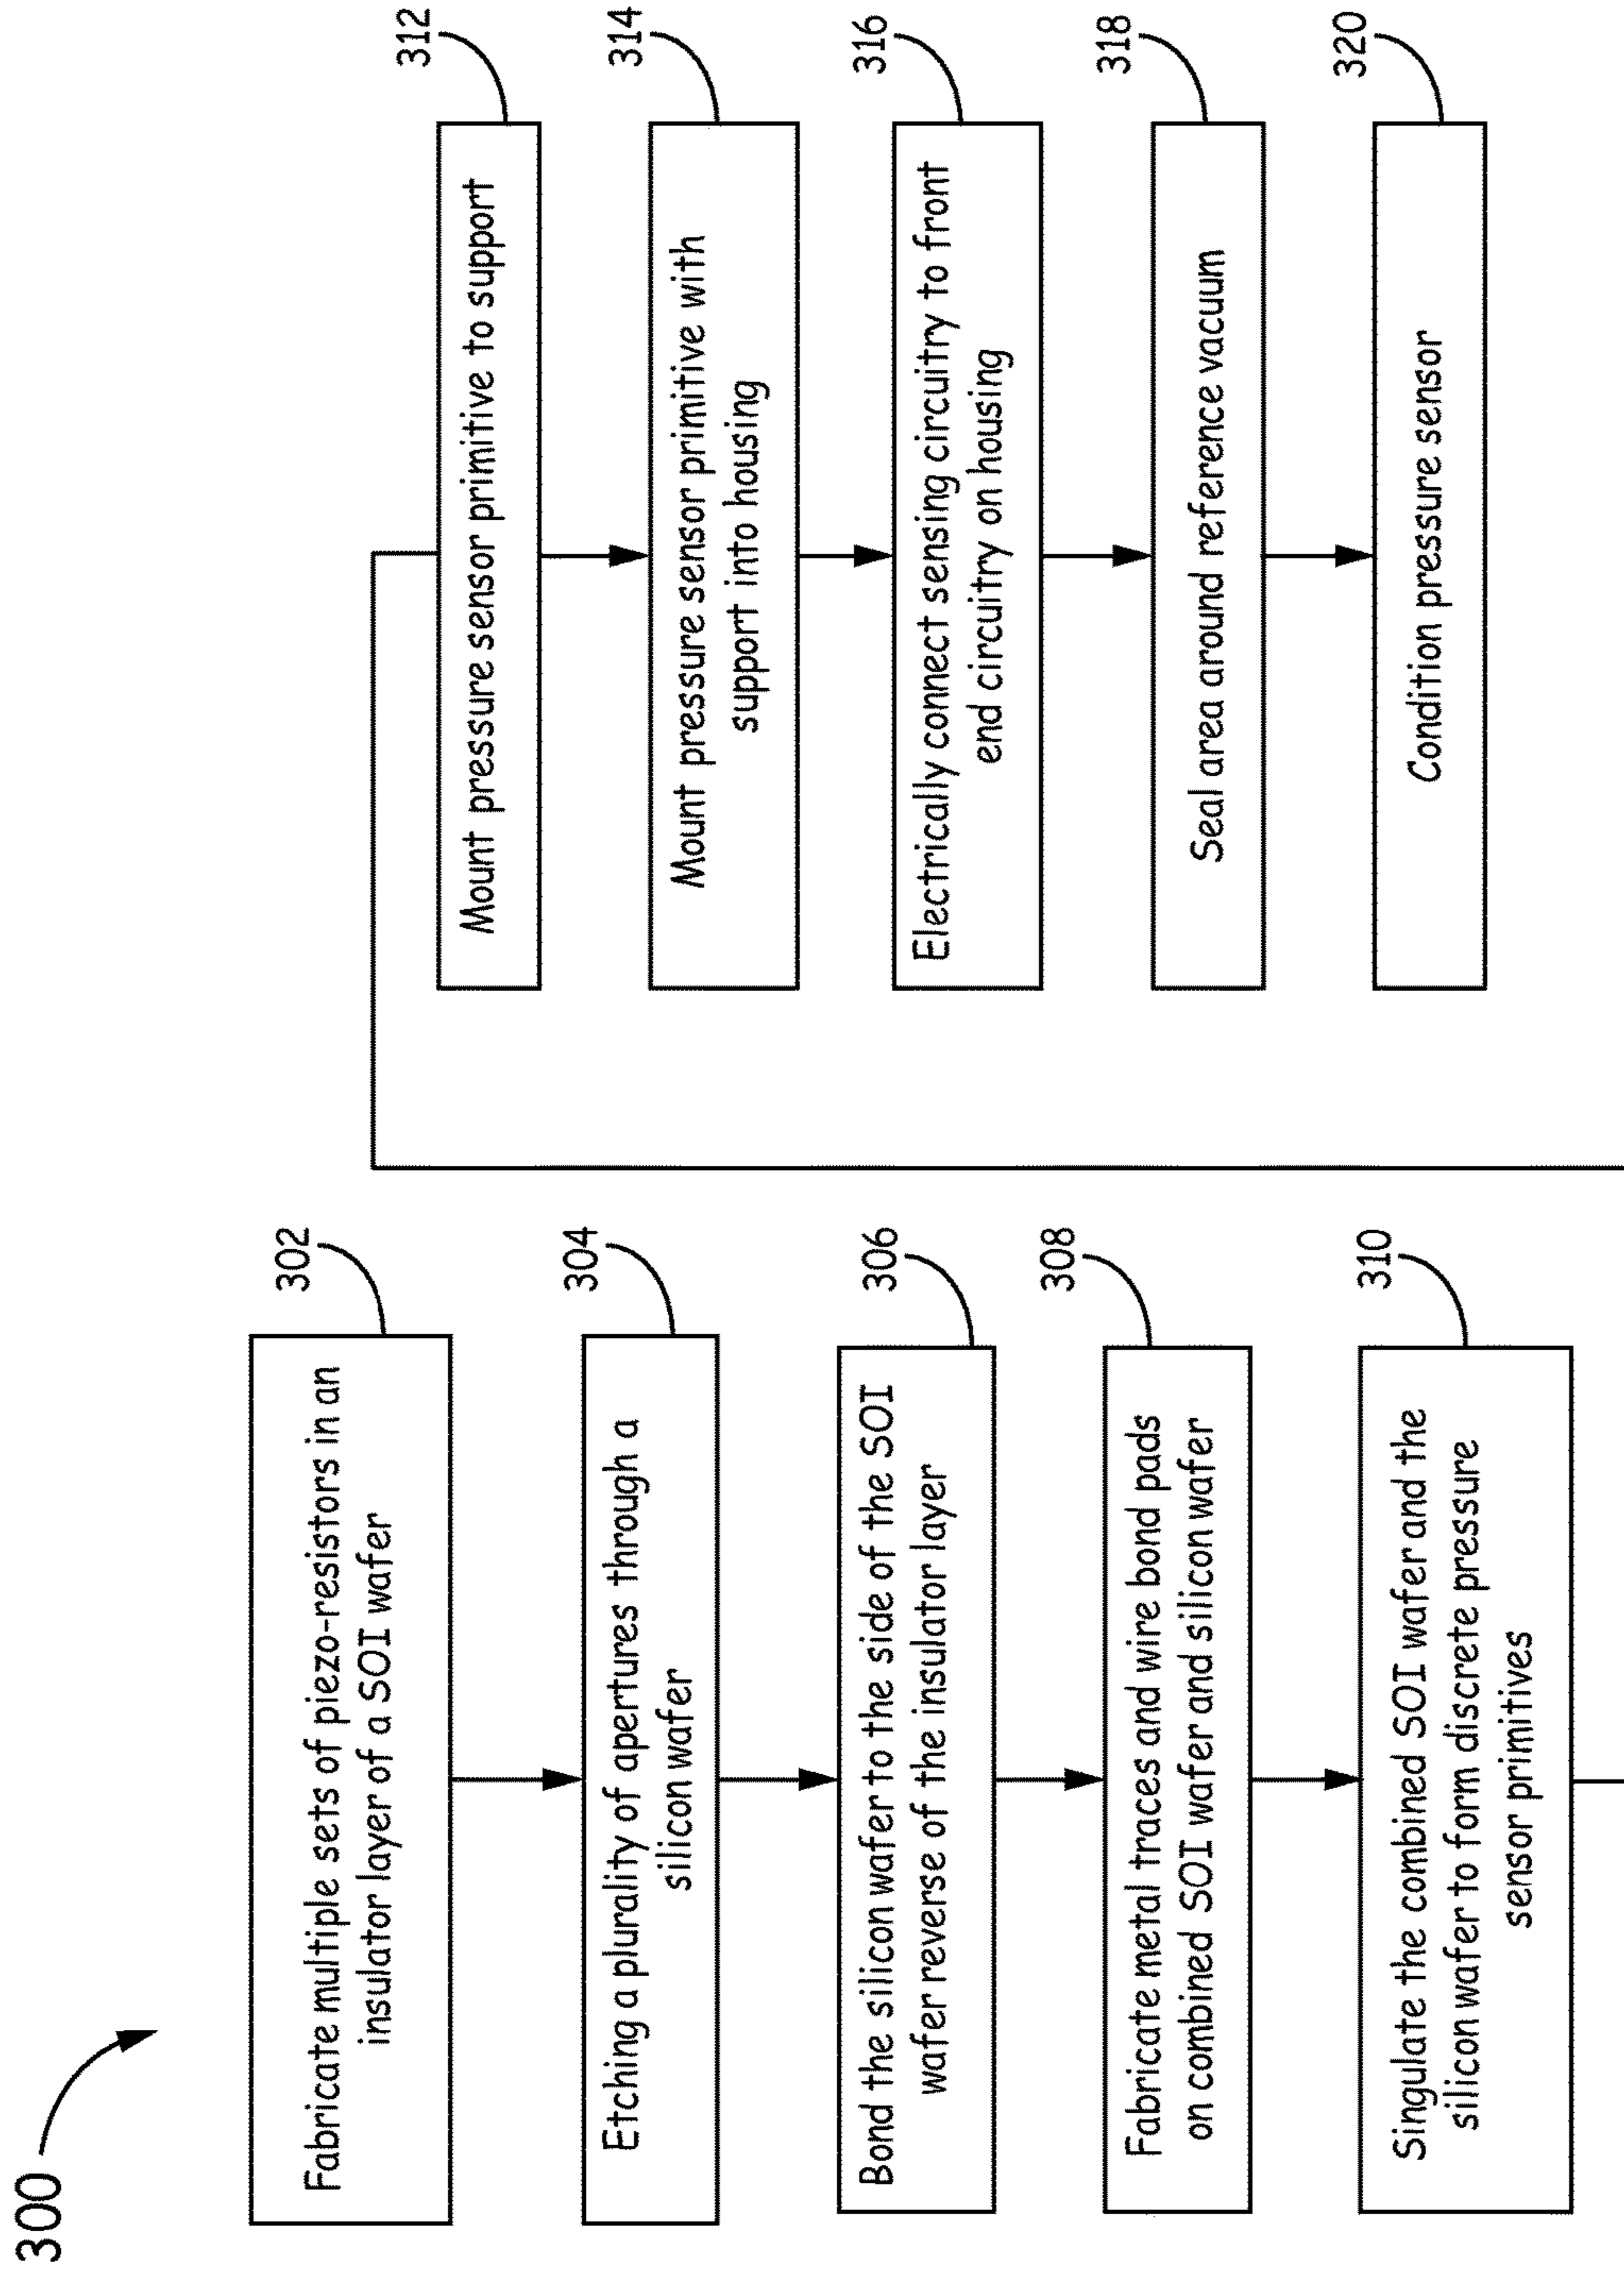 300
302
Fabricate multiple sets of piezo-resistors in an
insulator layer of a SOI wafer
304
Etching a plurality of apertures through a
silicon wafer
306
Bond the silicon wafer to the side of the SOI
wafer reverse of the insulator layer
308
Fabricate metal traces and wire bond pads
on combined SOI wafer and silicon wafer
310
Singulate the combined SOI wafer and the
silicon wafer to form discrete pressure
sensor primitives
312
Mount pressure sensor primitive to support
314
Mount pressure sensor primitive with
support into housing
316
Electrically connect sensing circuitry to front
end circuitry on housing
318
Seal area around reference vacuum
320
Condition pressure sensor